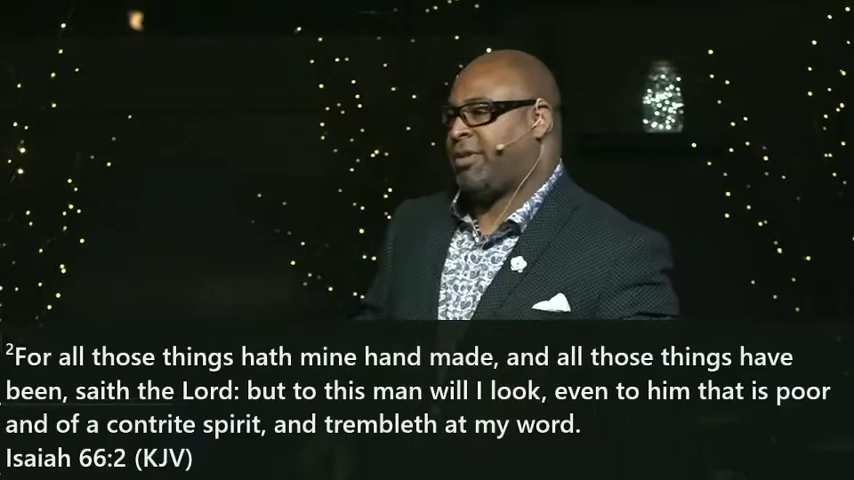 ²For all those things hath mine hand made, and all those things have
been, saith the Lord: but to this man will I look, even to him that is poor
and of a contrite spirit, and trembleth at my word.
Isaiah 66:2 (KJV)